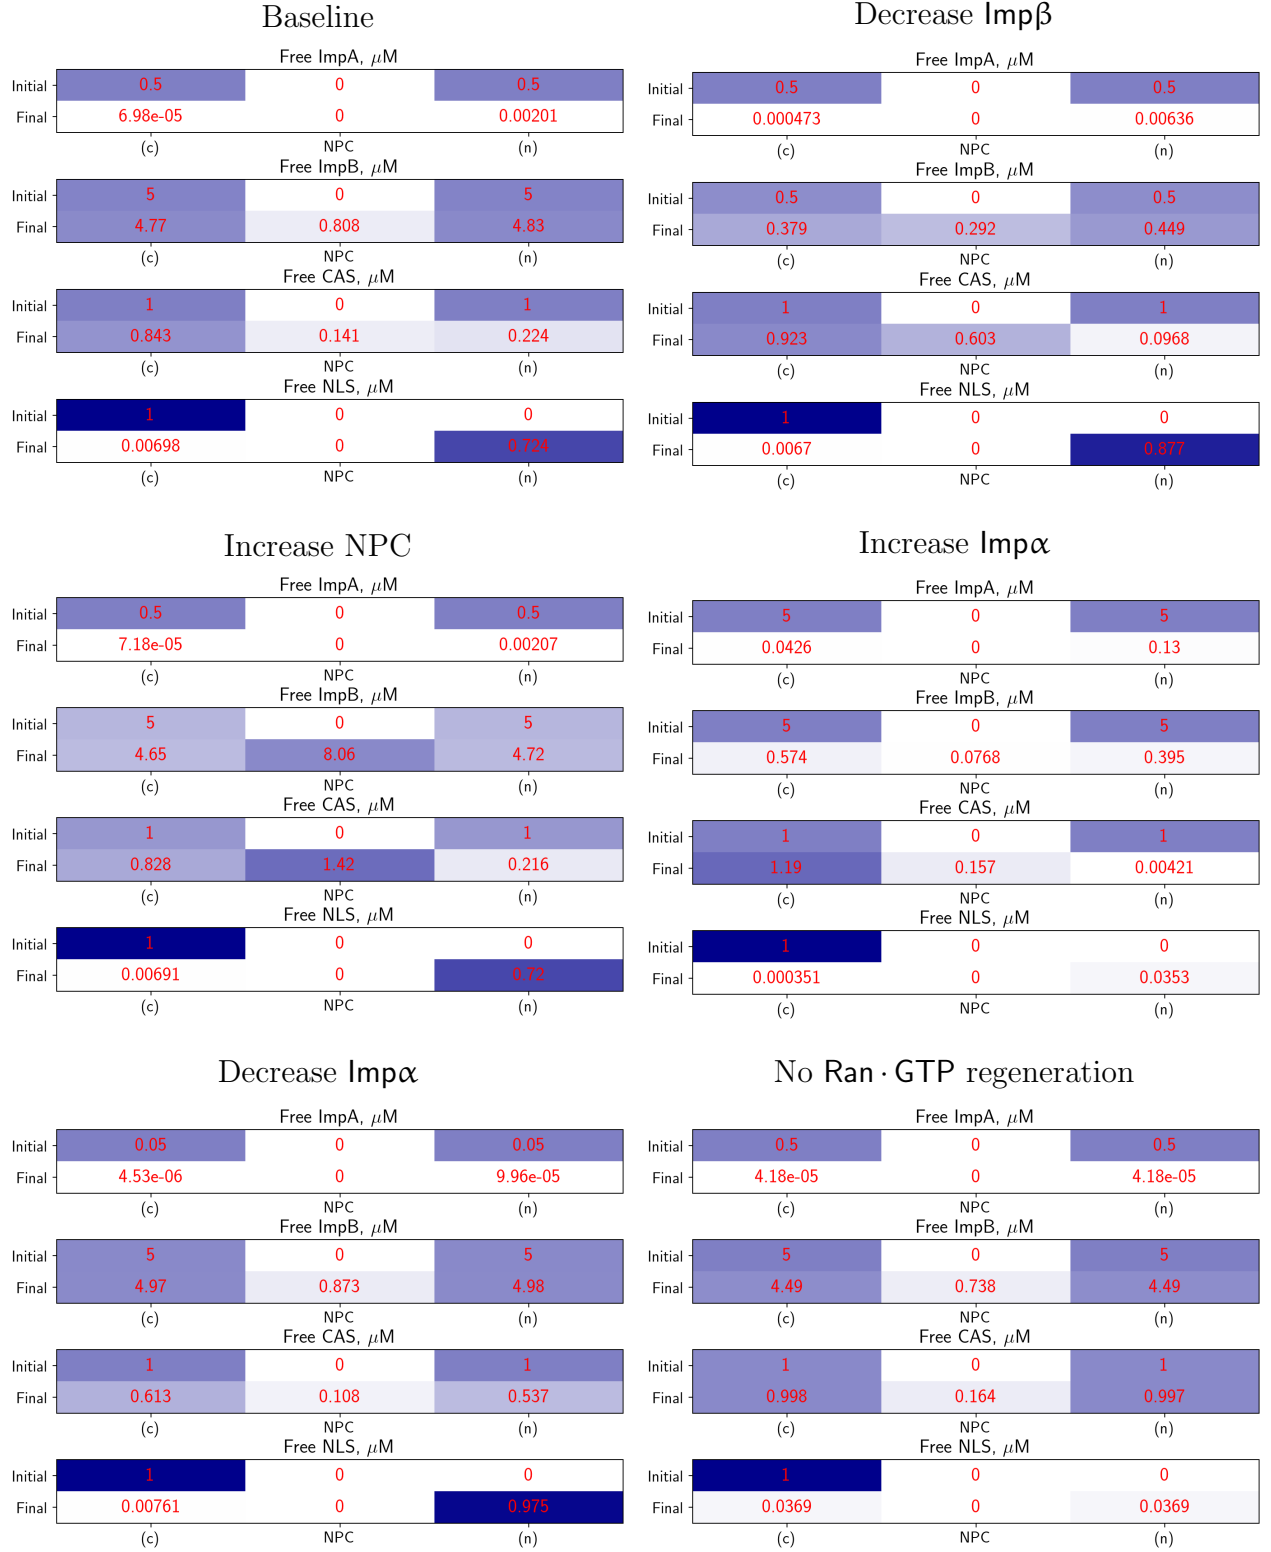 Baseline
Free ImpA, μM
Initial 0.5 0 0.5
Final 6.98e-05 0 0.00201
(c) NPC (n)
Free ImpB, μM
Initial 5 0 5
Final 4.77 0.808 4.83
(c) NPC (n)
Free CAS, μM
Initial 1 0 1
Final 0.843 0.141 0.224
(c) NPC (n)
Free NLS, μM
Initial 1 0 0
Final 0.00698 0 0.724
(c) NPC (n)
Decrease Impβ
Free ImpA, μM
Initial 0.5 0 0.5
Final 0.000473 0 0.00636
(c) NPC (n)
Free ImpB, μM
Initial 0.5 0 0.5
Final 0.379 0.292 0.449
(c) NPC (n)
Free CAS, μM
Initial 1 0 1
Final 0.923 0.603 0.0968
(c) NPC (n)
Free NLS, μM
Initial 1 0 0
Final 0.0067 0 0.877
(c) NPC (n)
Increase NPC
Free ImpA, μM
Initial 0.5 0 0.5
Final 7.18e-05 0 0.00207
(c) NPC (n)
Free ImpB, μM
Initial 5 0 5
Final 4.65 8.06 4.72
(c) NPC (n)
Free CAS, μM
Initial 1 0 1
Final 0.828 1.42 0.216
(c) NPC (n)
Free NLS, μM
Initial 1 0 0
Final 0.00691 0 0.72
(c) NPC (n)
Increase Impα
Free ImpA, μM
Initial 5 0 5
Final 0.0426 0 0.13
(c) NPC (n)
Free ImpB, μM
Initial 5 0 5
Final 0.574 0.0768 0.395
(c) NPC (n)
Free CAS, μM
Initial 1 0 1
Final 1.19 0.157 0.00421
(c) NPC (n)
Free NLS, μM
Initial 1 0 0
Final 0.000351 0 0.0353
(c) NPC (n)
Decrease Impα
Free ImpA, μM
Initial 0.05 0 0.05
Final 4.53e-06 0 9.96e-05
(c) NPC (n)
Free ImpB, μM
Initial 5 0 5
Final 4.97 0.873 4.98
(c) NPC (n)
Free CAS, μM
Initial 1 0 1
Final 0.613 0.108 0.537
(c) NPC (n)
Free NLS, μM
Initial 1 0 0
Final 0.00761 0 0.975
(c) NPC (n)
No Ran · GTP regeneration
Free ImpA, μM
Initial 0.5 0 0.5
Final 4.18e-05 0 4.18e-05
(c) NPC (n)
Free ImpB, μM
Initial 5 0 5
Final 4.49 0.738 4.49
(c) NPC (n)
Free CAS, μM
Initial 1 0 1
Final 0.998 0.164 0.997
(c) NPC (n)
Free NLS, μM
Initial 1 0 0
Final 0.0369 0 0.0369
(c) NPC (n)